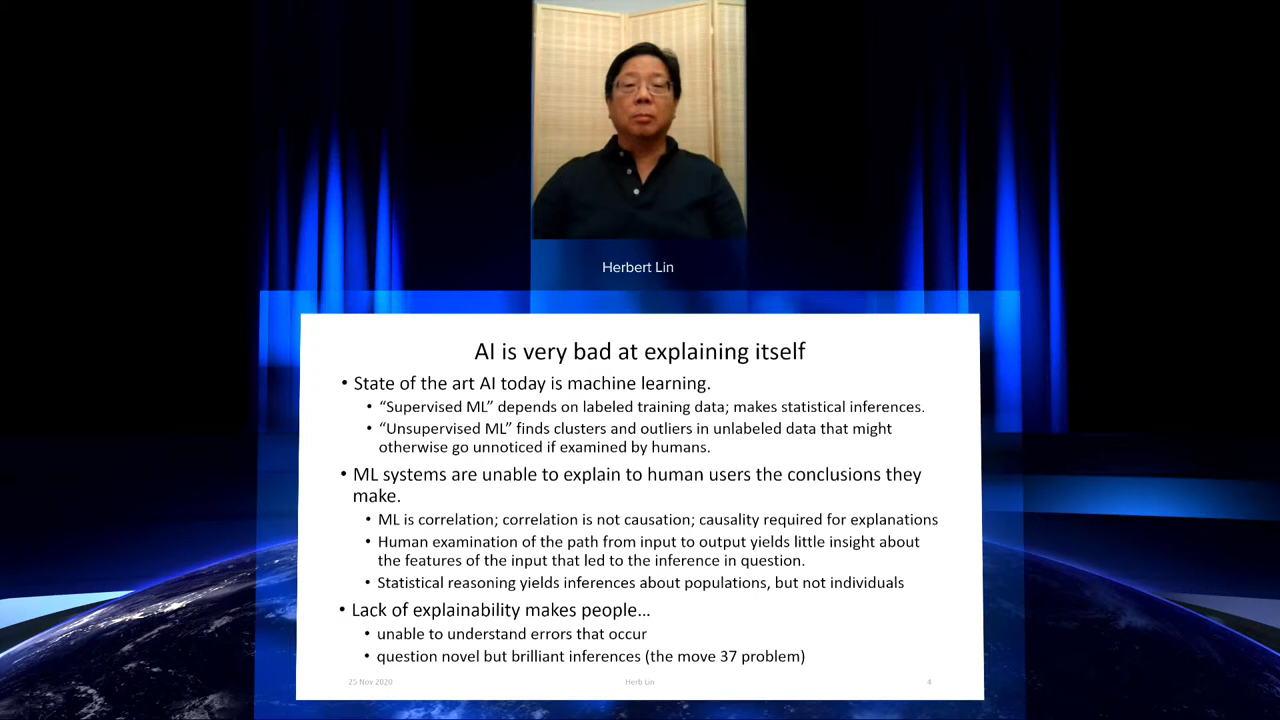 Herbert Lin
AI is very bad at explaining itself
• State of the art AI today is machine learning.
• “Supervised ML” depends on labeled training data; makes statistical inferences.
• “Unsupervised ML” finds clusters and outliers in unlabeled data that might
otherwise go unnoticed if examined by humans.
• ML systems are unable to explain to human users the conclusions they
make.
• ML is correlation; correlation is not causation; causality required for explanations
• Human examination of the path from input to output yields little insight about
the features of the input that led to the inference in question.
• Statistical reasoning yields inferences about populations, but not individuals
• Lack of explainability makes people…
• unable to understand errors that occur
• question novel but brilliant inferences (the move 37 problem)
25 Nov 2020 Herb Lin 4